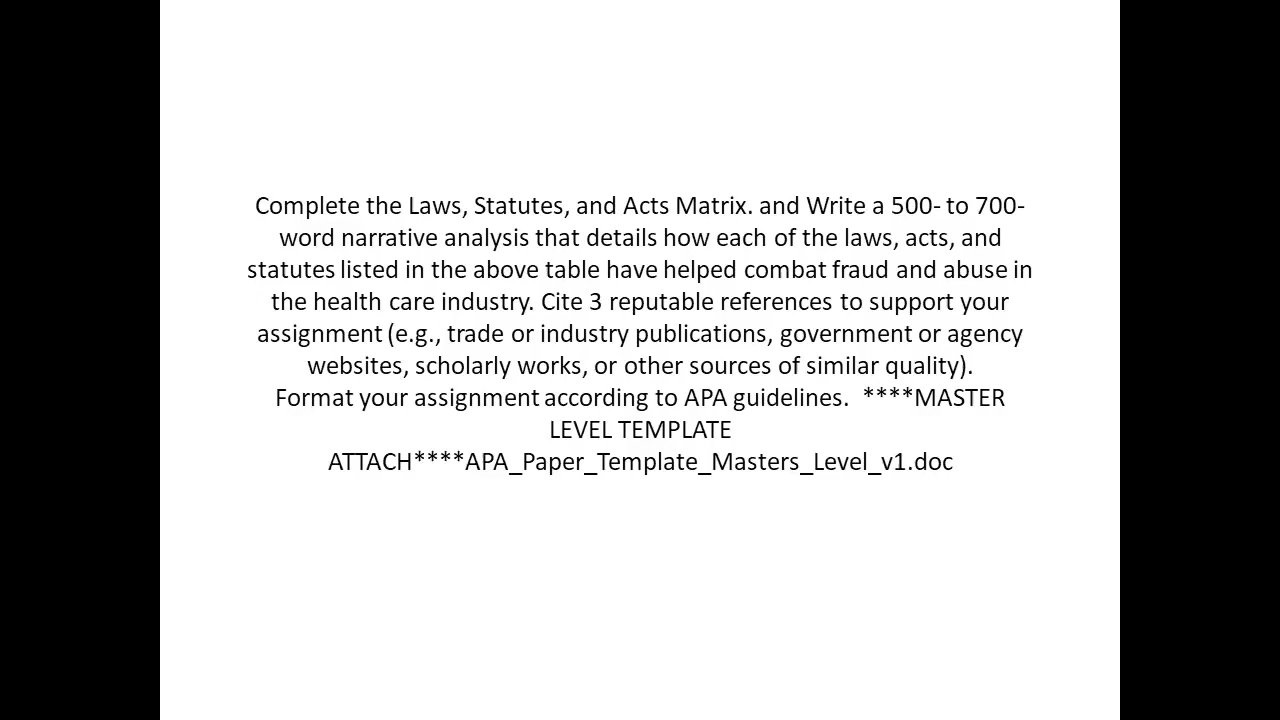 Complete the Laws, Statutes, and Acts Matrix. and Write a 500- to 700-
word narrative analysis that details how each of the laws, acts, and
statutes listed in the above table have helped combat fraud and abuse in
the health care industry. Cite 3 reputable references to support your
assignment (e.g., trade or industry publications, government or agency
websites, scholarly works, or other sources of similar quality).
Format your assignment according to APA guidelines.  ****MASTER
LEVEL TEMPLATE
ATTACH****APA_Paper_Template_Masters_Level_v1.doc